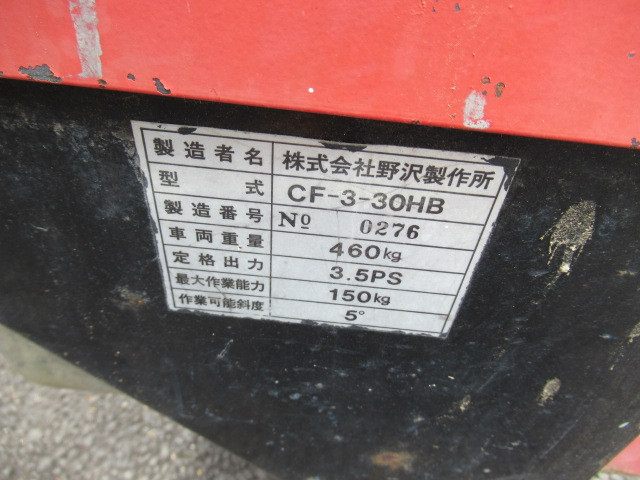 製造者名 株式会社野沢製作所
型式 CF-3-30HB
製造番号 Nº 0276
車両重量 460kg
定格出力 3.5PS
最大作業能力 150kg
作業可能斜度 5°